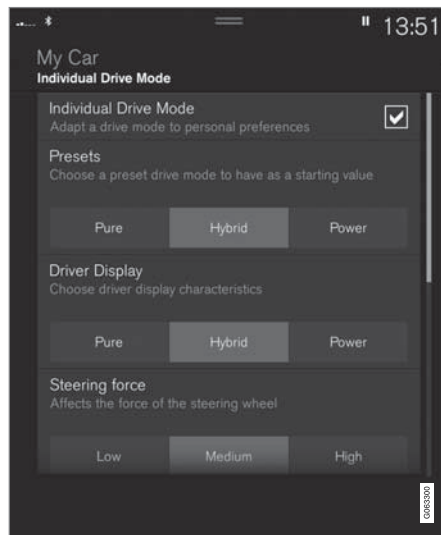 13:51
My Car
Individual Drive Mode
Individual Drive Mode
Adapt a drive mode to personal preferences
Presets
Choose a preset drive mode to have as a starting value
Pure Hybrid Power
Driver Display
Choose driver display characteristics
Pure Hybrid Power
Steering force
Affects the force of the steering wheel
Low Medium High
G063300